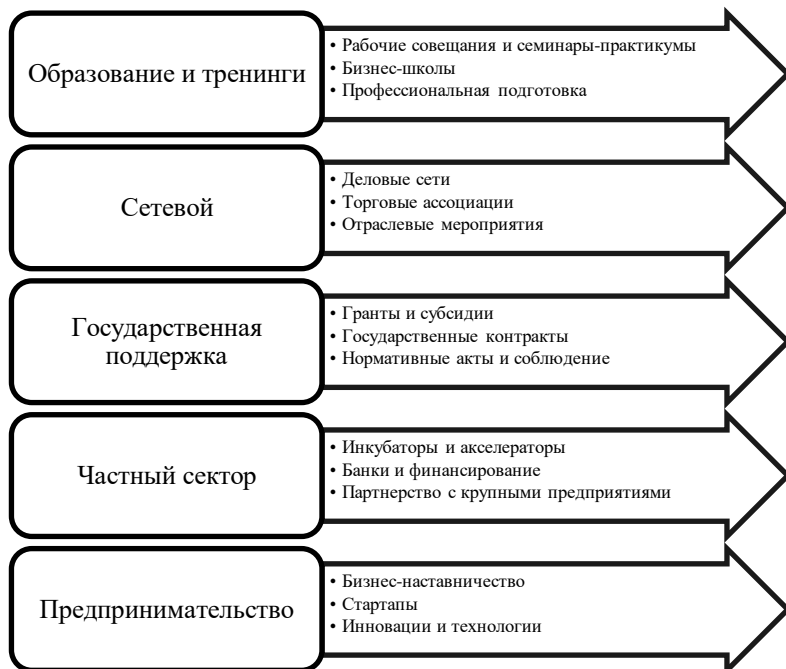 Образование и тренинги
• Рабочие совещания и семинары-практикумы
• Бизнес-школы
• Профессиональная подготовка
Сетевой
• Деловые сети
• Торговые ассоциации
• Отраслевые мероприятия
Государственная
поддержка
• Гранты и субсидии
• Государственные контракты
• Нормативные акты и соблюдение
Частный сектор
• Инкубаторы и акселераторы
• Банки и финансирование
• Партнерство с крупными предприятиями
Предпринимательство
• Бизнес-наставничество
• Стартапы
• Инновации и технологии